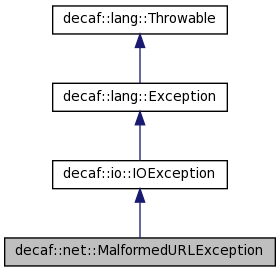 decaf::lang::Throwable
decaf::lang::Exception
decaf::io::IOException
decaf::net::MalformedURLException